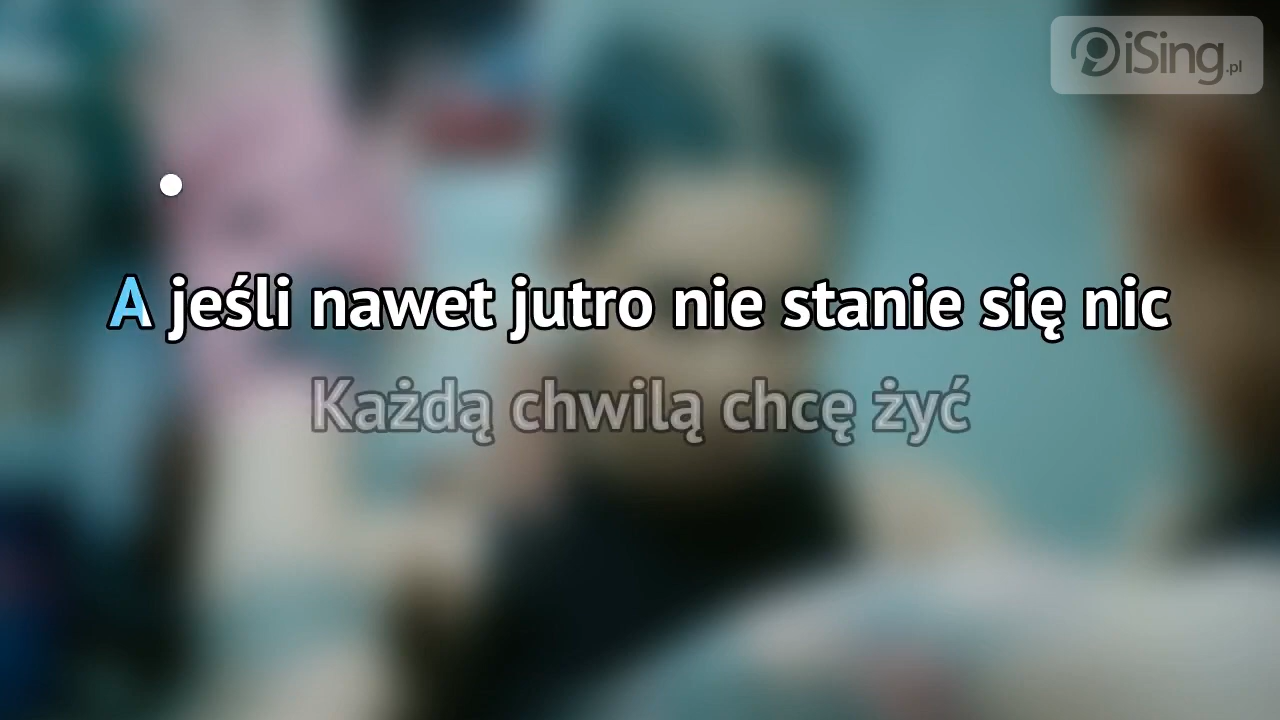 iSing.pl
A jeśli nawet jutro nie stanie się nic
Każdą chwilą chcę żyć